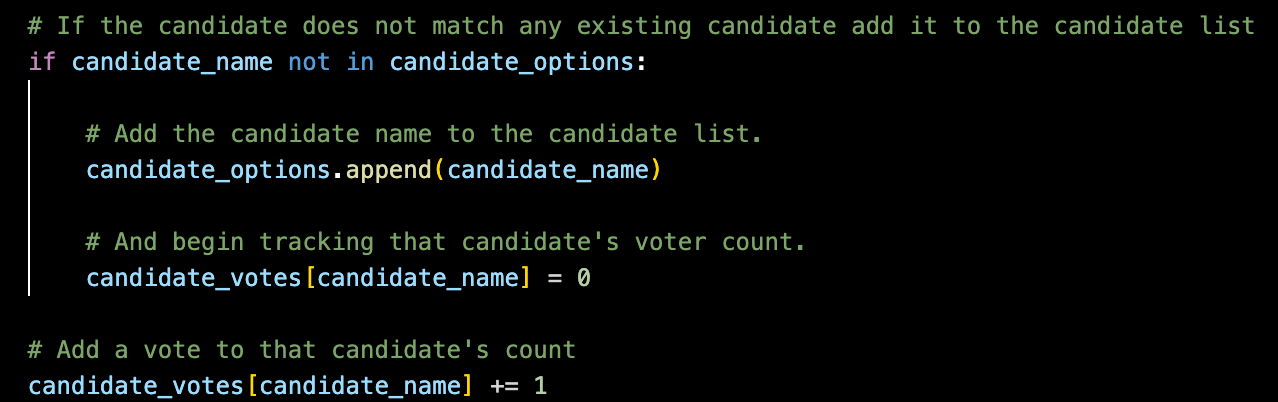 # If the candidate does not match any existing candidate add it to the candidate list
if candidate_name not in candidate_options:
# Add the candidate name to the candidate list.
candidate_options.append(candidate_name)
# And begin tracking that candidate's voter count.
candidate_votes[candidate_name] = 0
# Add a vote to that candidate's count
candidate_votes[candidate_name] += 1